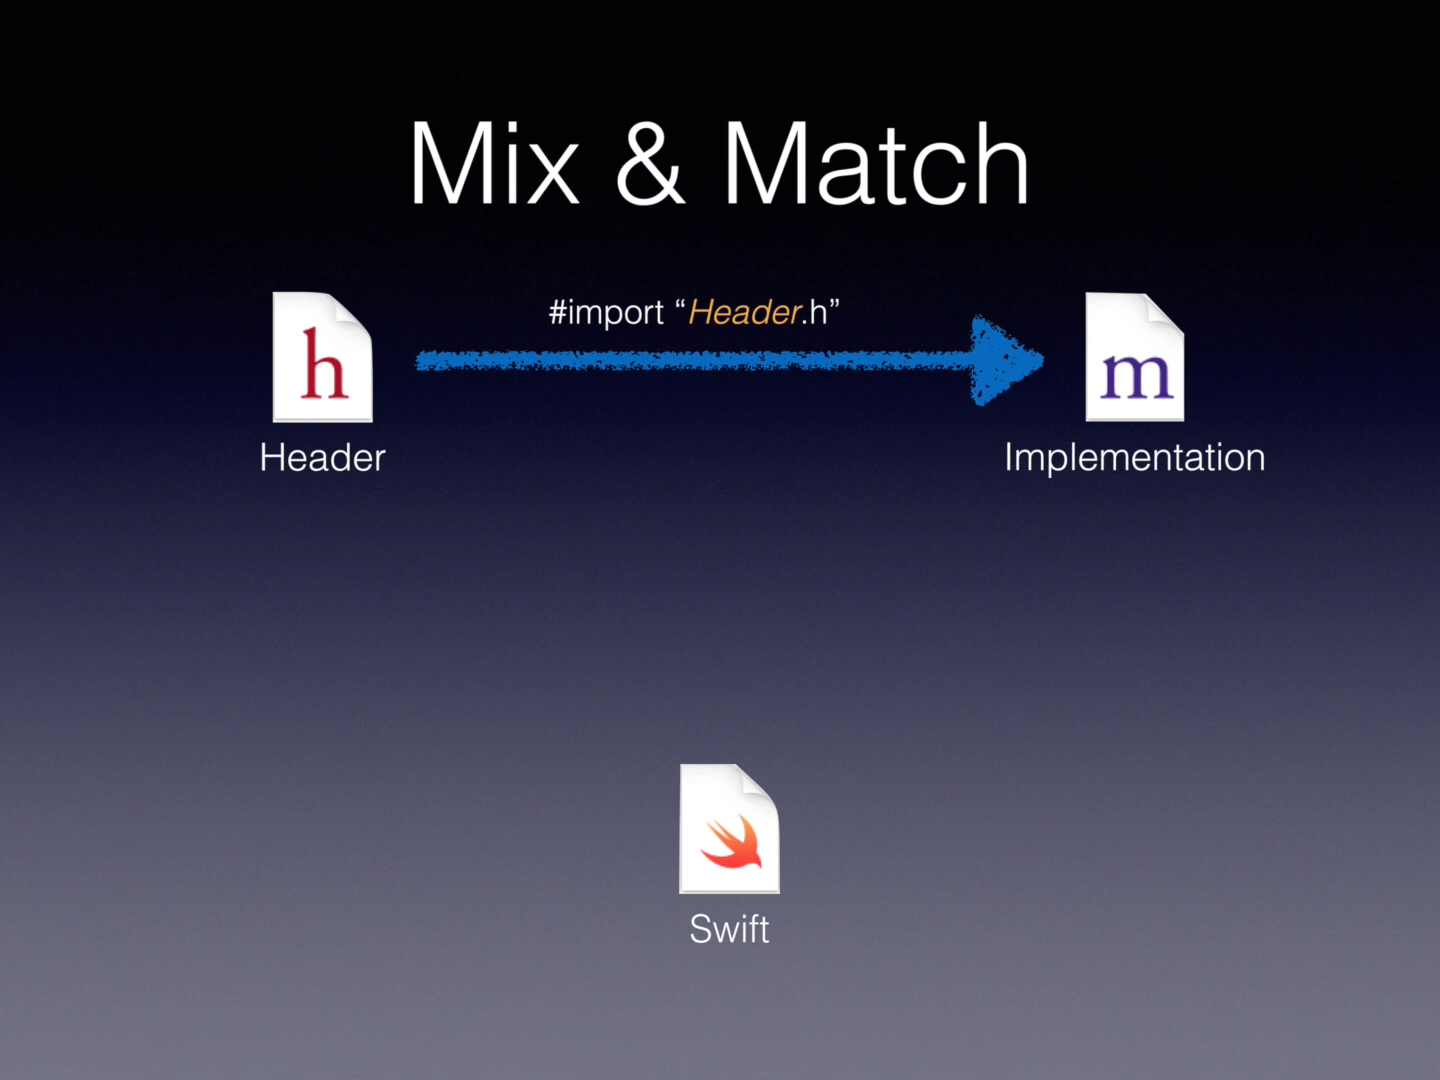 Mix & Match
#import “Header.h”
h
m
Header
Implementation
Swift